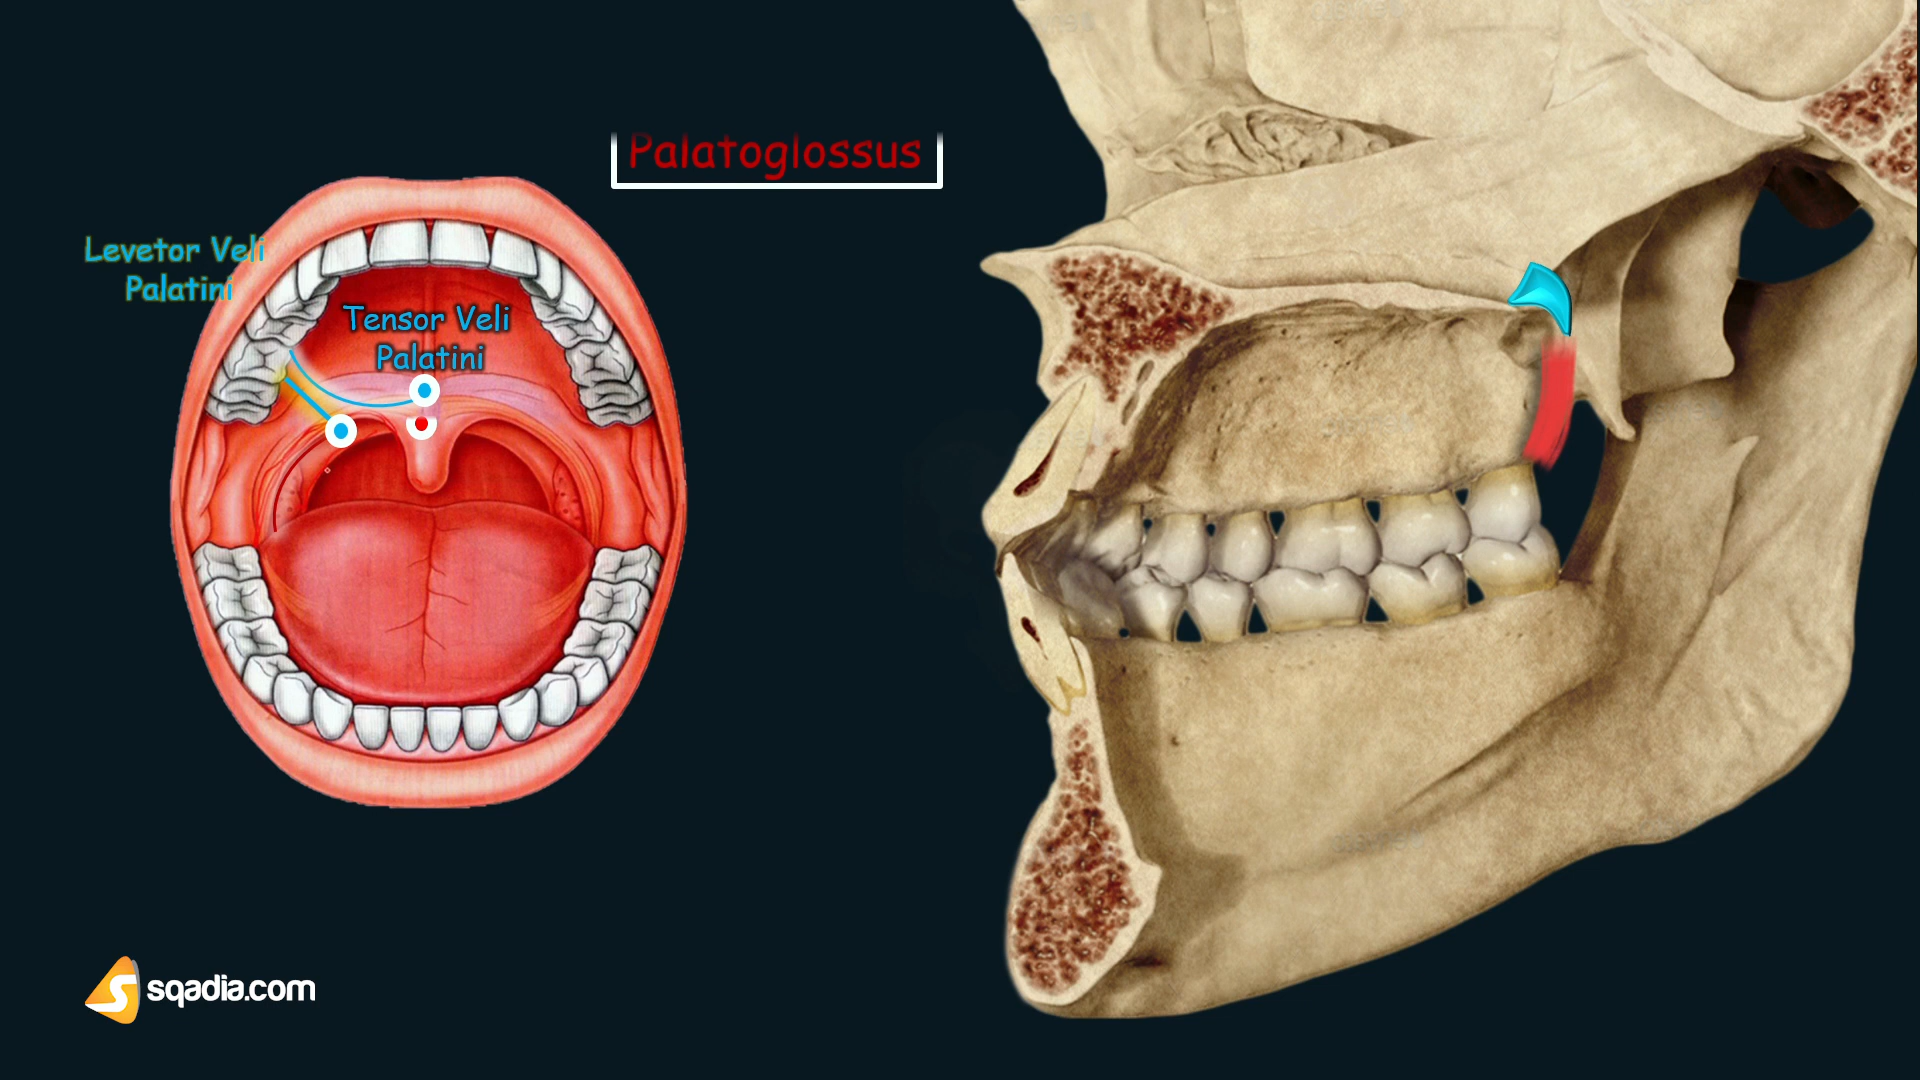 Palatoglossus
Levetor Veli
Palatini
Tensor Veli
Palatini
sqadia.com